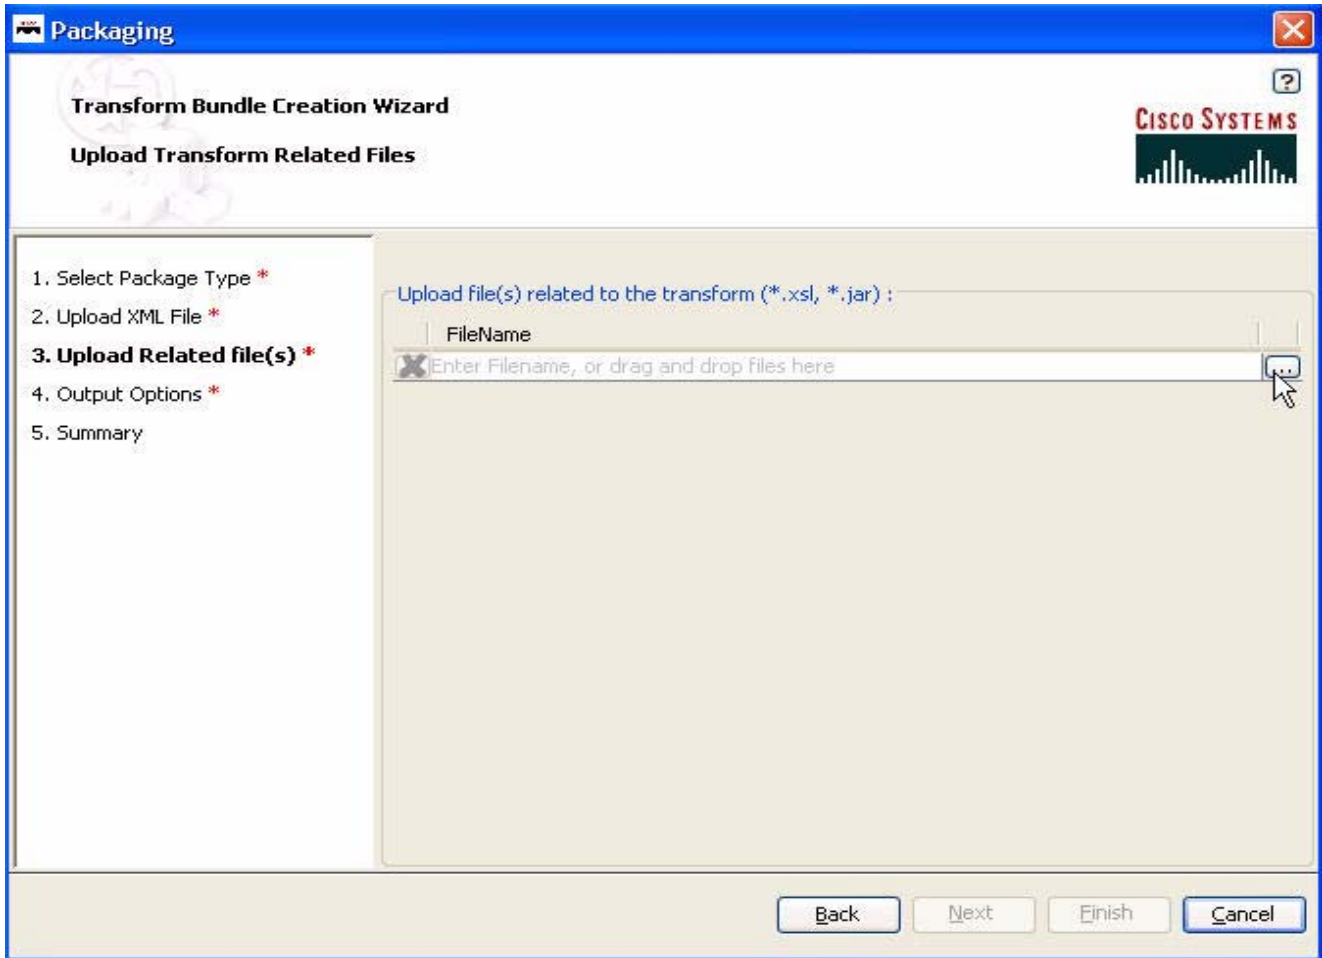 Packaging
Transform Bundle Creation Wizard
Upload Transform Related Files
?
CISCO SYSTEMS
1. Select Package Type *
2. Upload XML File *
3. Upload Related file(s) *
4. Output Options *
5. Summary
Upload file(s) related to the transform (*.xsl, *.jar) :
FileName
Enter Filename, or drag and drop files here
...
Back
Next
Finish
Cancel